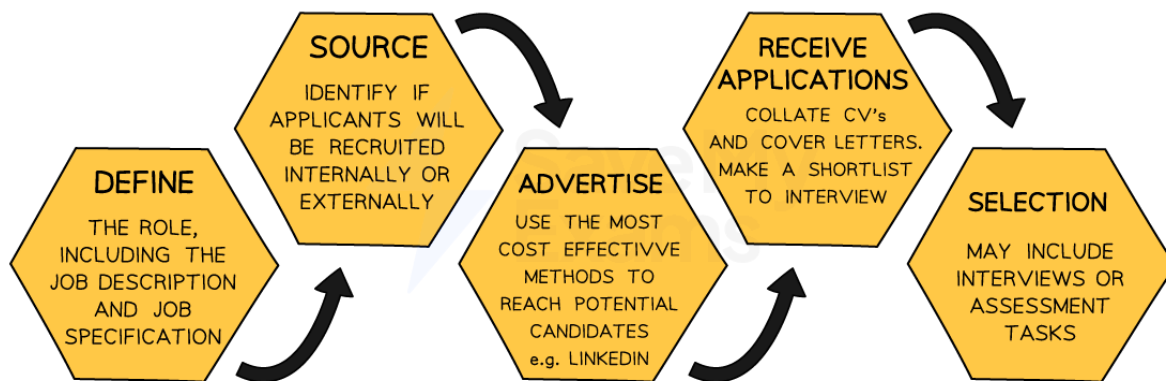 DEFINE
THE ROLE,
INCLUDING THE
JOB DESCRIPTION
AND JOB
SPECIFICATION
SOURCE
IDENTIFY IF
APPLICANTS WILL
BE RECRUITED
INTERNALLY OR
EXTERNALLY
ADVERTISE
USE THE MOST
COST EFFECTIVVE
METHODS TO
REACH POTENTIAL
CANDIDATES
e.g. LINKEDIN
RECEIVE
APPLICATIONS
COLLATE CV's
AND COVER LETTERS.
MAKE A SHORTLIST
TO INTERVIEW
SELECTION
MAY INCLUDE
INTERVIEWS OR
ASSESSMENT
TASKS